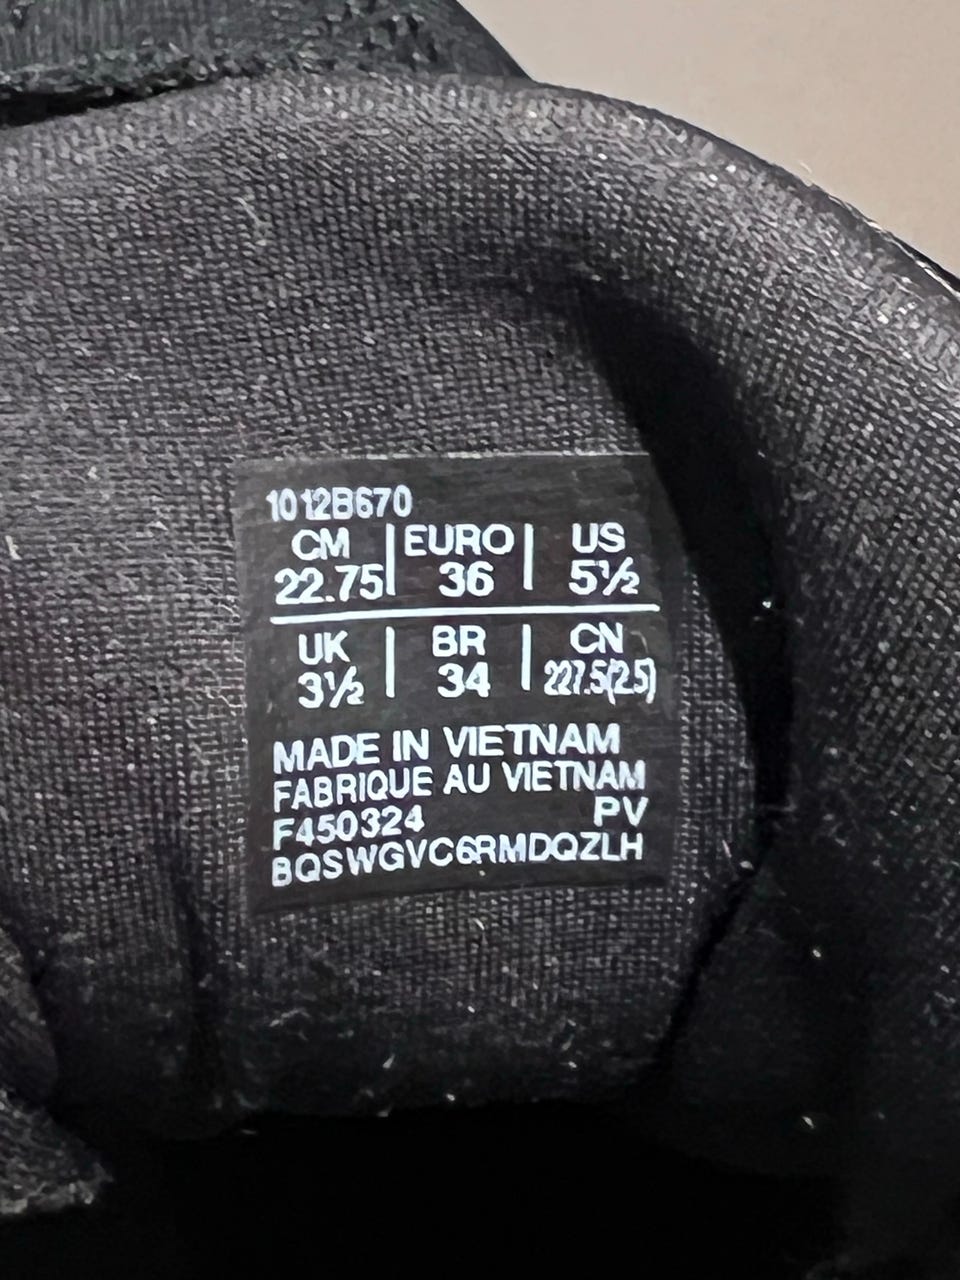 1012B670
CM | EURO | US
22.75 | 36 | 5½
UK | BR | CN
3½ | 34 | 227.5(2.5)
MADE IN VIETNAM
FABRIQUE AU VIETNAM
F450324 PV
BQSWGVC6RMDQZLH